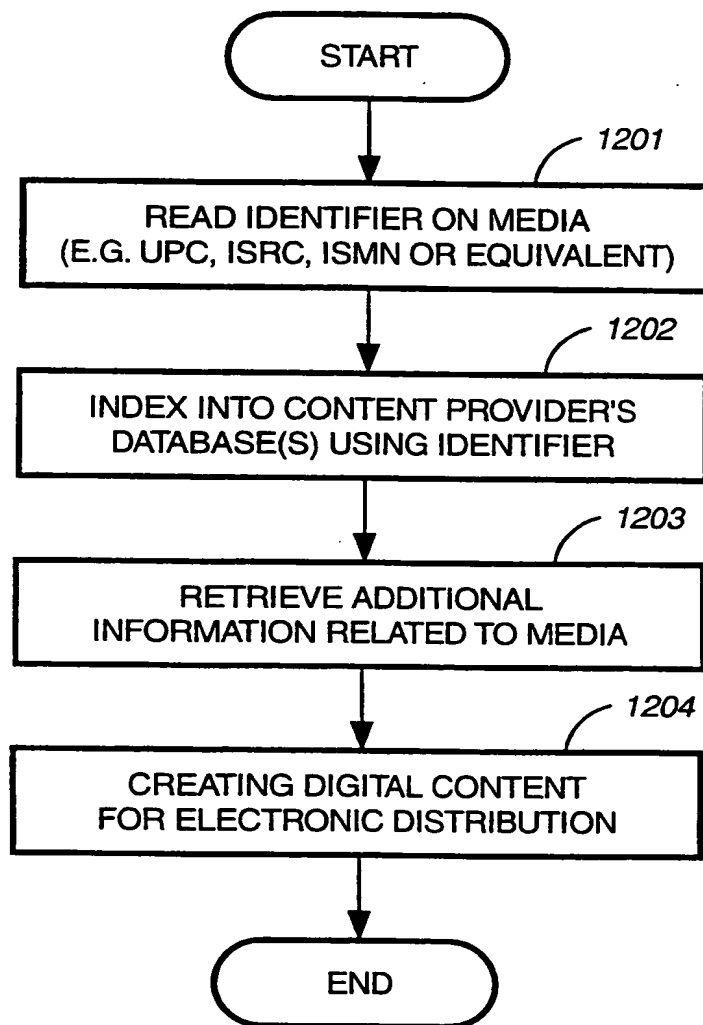 START
1201
READ IDENTIFIER ON MEDIA
(E.G. UPC, ISRC, ISMN OR EQUIVALENT)
1202
INDEX INTO CONTENT PROVIDER'S
DATABASE(S) USING IDENTIFIER
1203
RETRIEVE ADDITIONAL
INFORMATION RELATED TO MEDIA
1204
CREATING DIGITAL CONTENT
FOR ELECTRONIC DISTRIBUTION
END